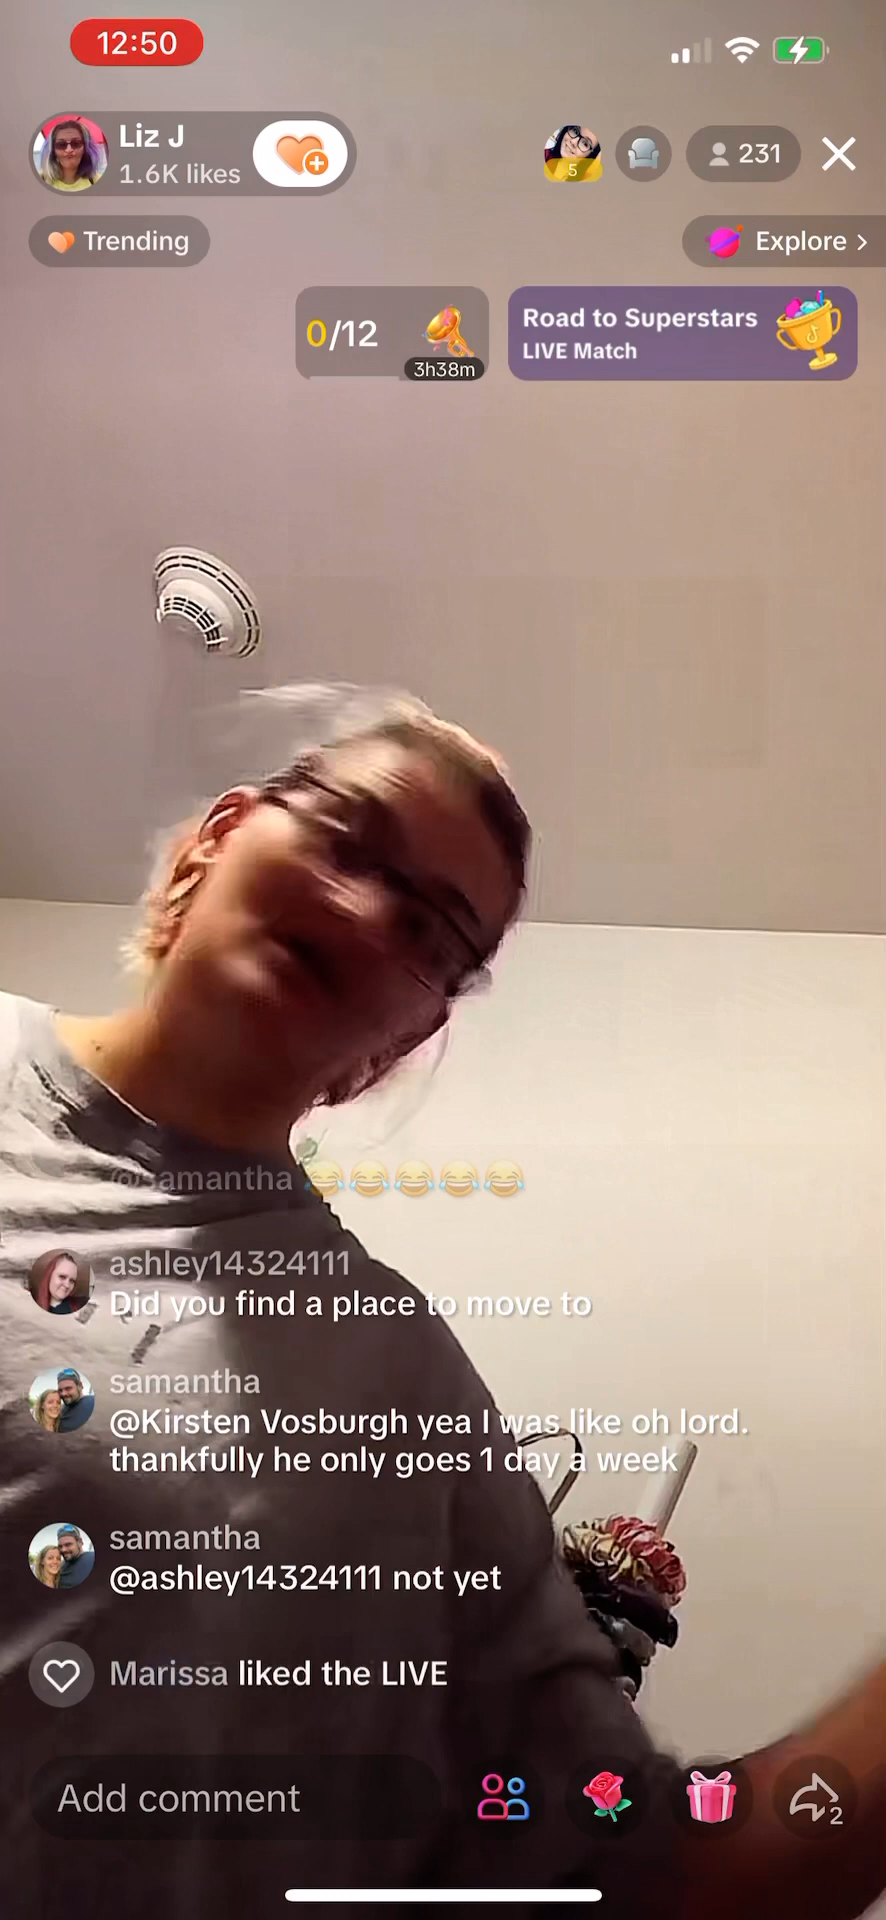 12:50
Liz J
1.6K likes
5
231
Trending
Explore >
0/12
3h38m
Road to Superstars
LIVE Match
@samantha 😂😂😂😂😂
ashley14324111
Did you find a place to move to
samantha
@Kirsten Vosburgh yea I was like oh lord.
thankfully he only goes 1 day a week
samantha
@ashley14324111 not yet
Marissa liked the LIVE
Add comment
2